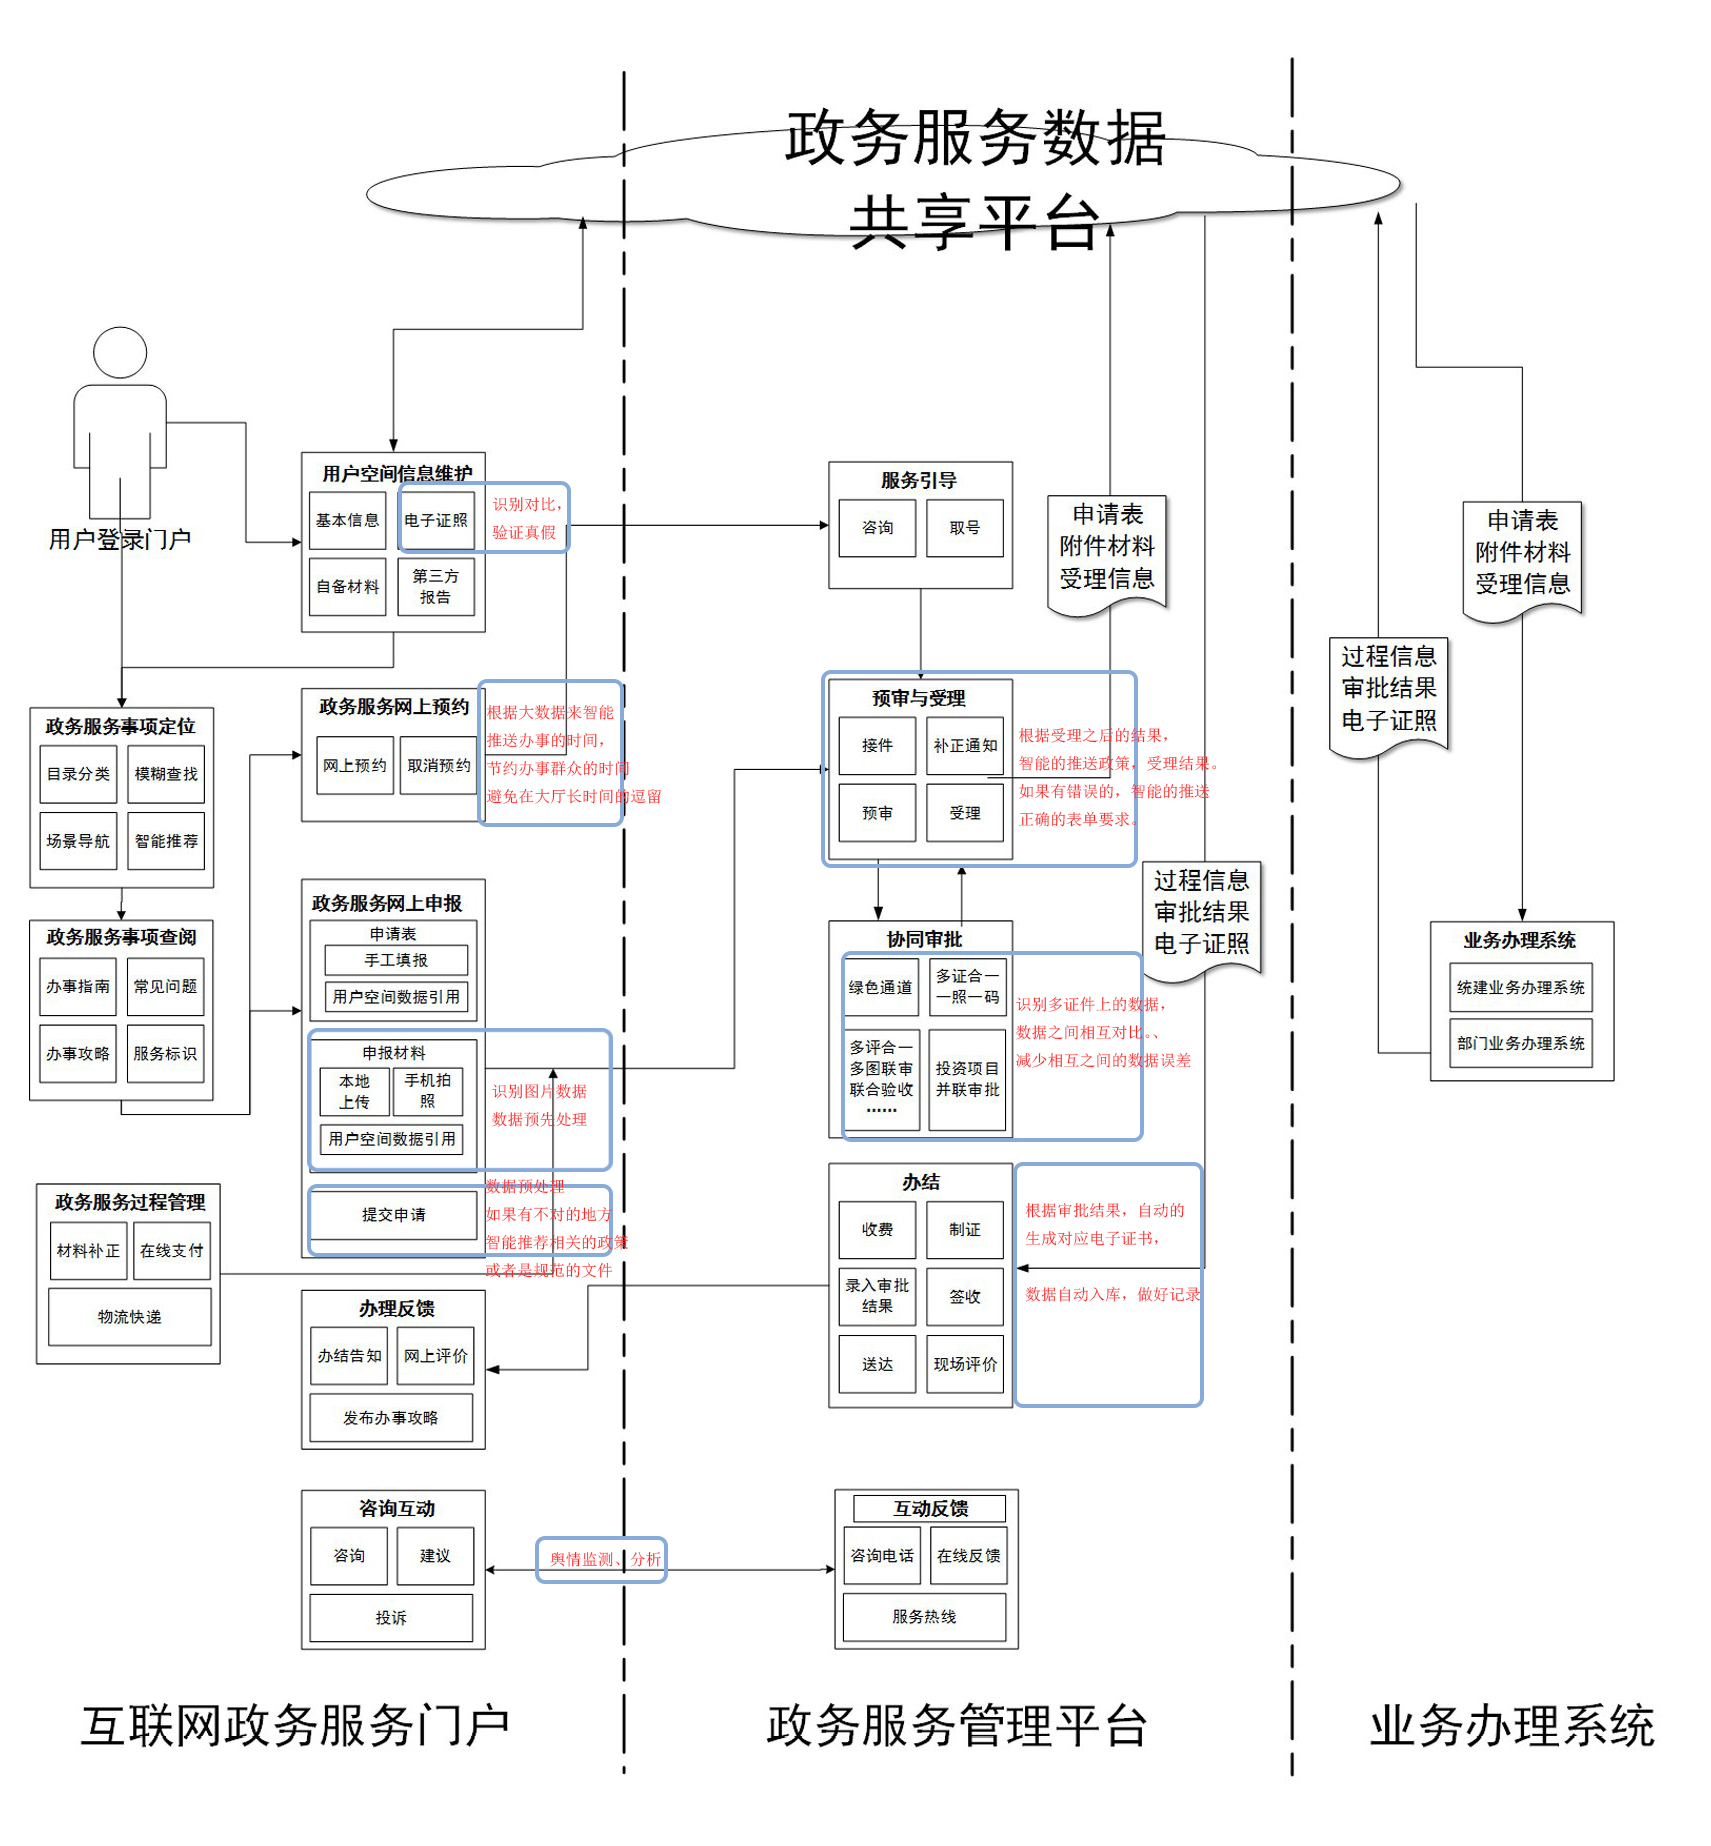 政务服务数据
共享平台
用户登录门户
用户空间信息维护
基本信息
电子证照
识别对比，
验证真假
自备材料
第三方
报告
政务服务事项定位
目录分类
模糊查找
场景导航
智能推荐
政务服务事项查阅
办事指南
常见问题
办事攻略
服务标识
政务服务网上预约
网上预约
取消预约
根据大数据来智能
推送办事的时间，
节约办事群众的时间
避免在大厅长时间的逗留
政务服务网上申报
申请表
手工填报
用户空间数据引用
申报材料
本地
上传
手机拍
照
用户空间数据引用
识别图片数据
数据预先处理
提交申请
数据预处理
如果有不对的地方
智能推荐相关的政策
或者是规范的文件
政务服务过程管理
材料补正
在线支付
物流快递
办理反馈
办结告知
网上评价
发布办事攻略
咨询互动
咨询
建议
投诉
舆情监测、分析
服务引导
咨询
取号
预审与受理
接件
补正通知
预审
受理
根据受理之后的结果，
智能的推送政策，受理结果。
如果有错误的，智能的推送
正确的表单要求。
协同审批
绿色通道
多证合一
一照一码
多评合一
多图联审
联合验收
……
投资项目
并联审批
识别多证件上的数据，
数据之间相互对比。、
减少相互之间的数据误差
办结
收费
制证
录入审批
结果
签收
送达
现场评价
根据审批结果，自动的
生成对应电子证书，
数据自动入库，做好记录
互动反馈
咨询电话
在线反馈
服务热线
申请表
附件材料
受理信息
过程信息
审批结果
电子证照
过程信息
审批结果
电子证照
申请表
附件材料
受理信息
业务办理系统
统建业务办理系统
部门业务办理系统
互联网政务服务门户
政务服务管理平台
业务办理系统